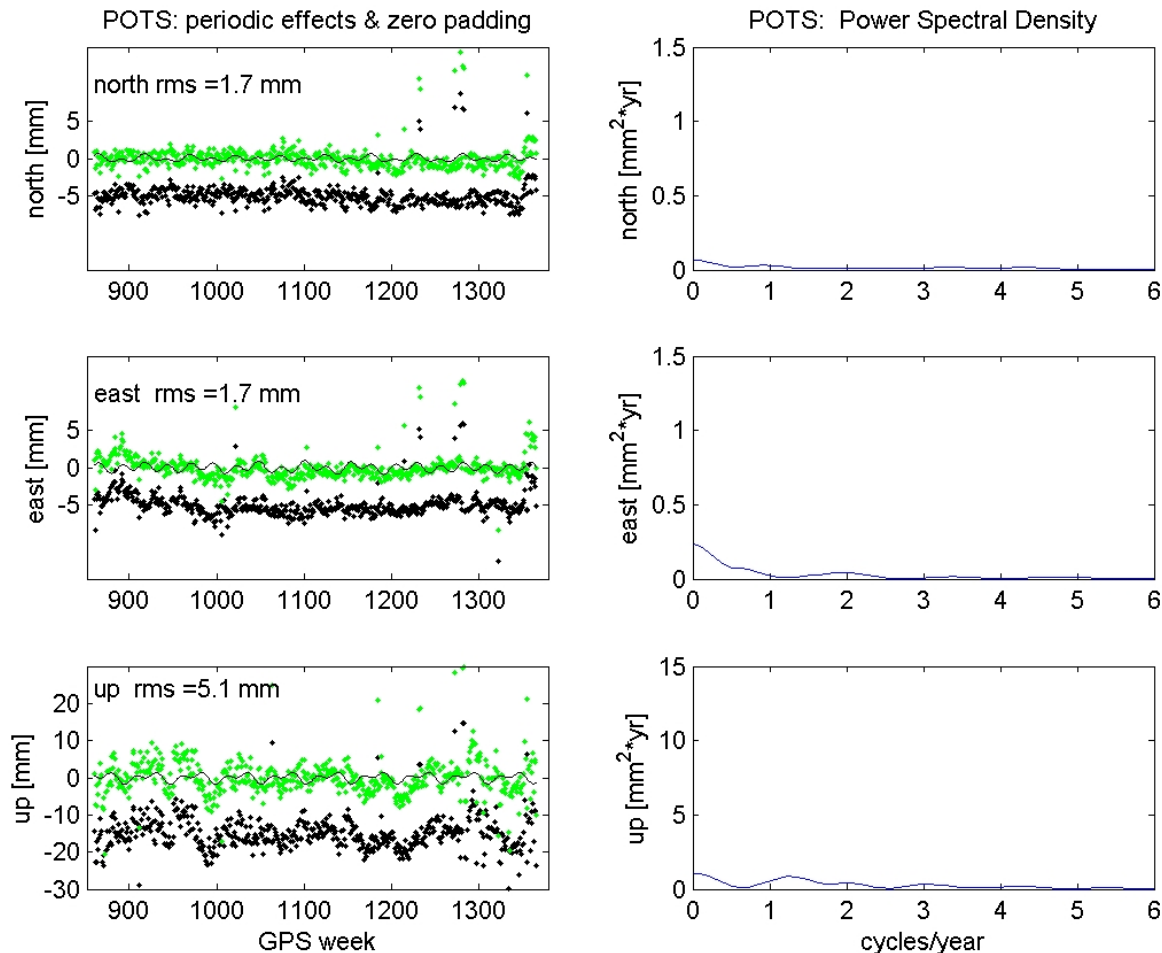 POTS: periodic effects & zero padding
north rms =1.7 mm
5
0
-5
north [mm]
900 1000 1100 1200 1300
east rms =1.7 mm
5
0
-5
east [mm]
900 1000 1100 1200 1300
up rms =5.1 mm
20
10
0
-10
-20
-30
up [mm]
900 1000 1100 1200 1300
GPS week
POTS: Power Spectral Density
1.5
1
0.5
0
north [mm²*yr]
0 1 2 3 4 5 6
1.5
1
0.5
0
east [mm²*yr]
0 1 2 3 4 5 6
15
10
5
0
up [mm²*yr]
0 1 2 3 4 5 6
cycles/year